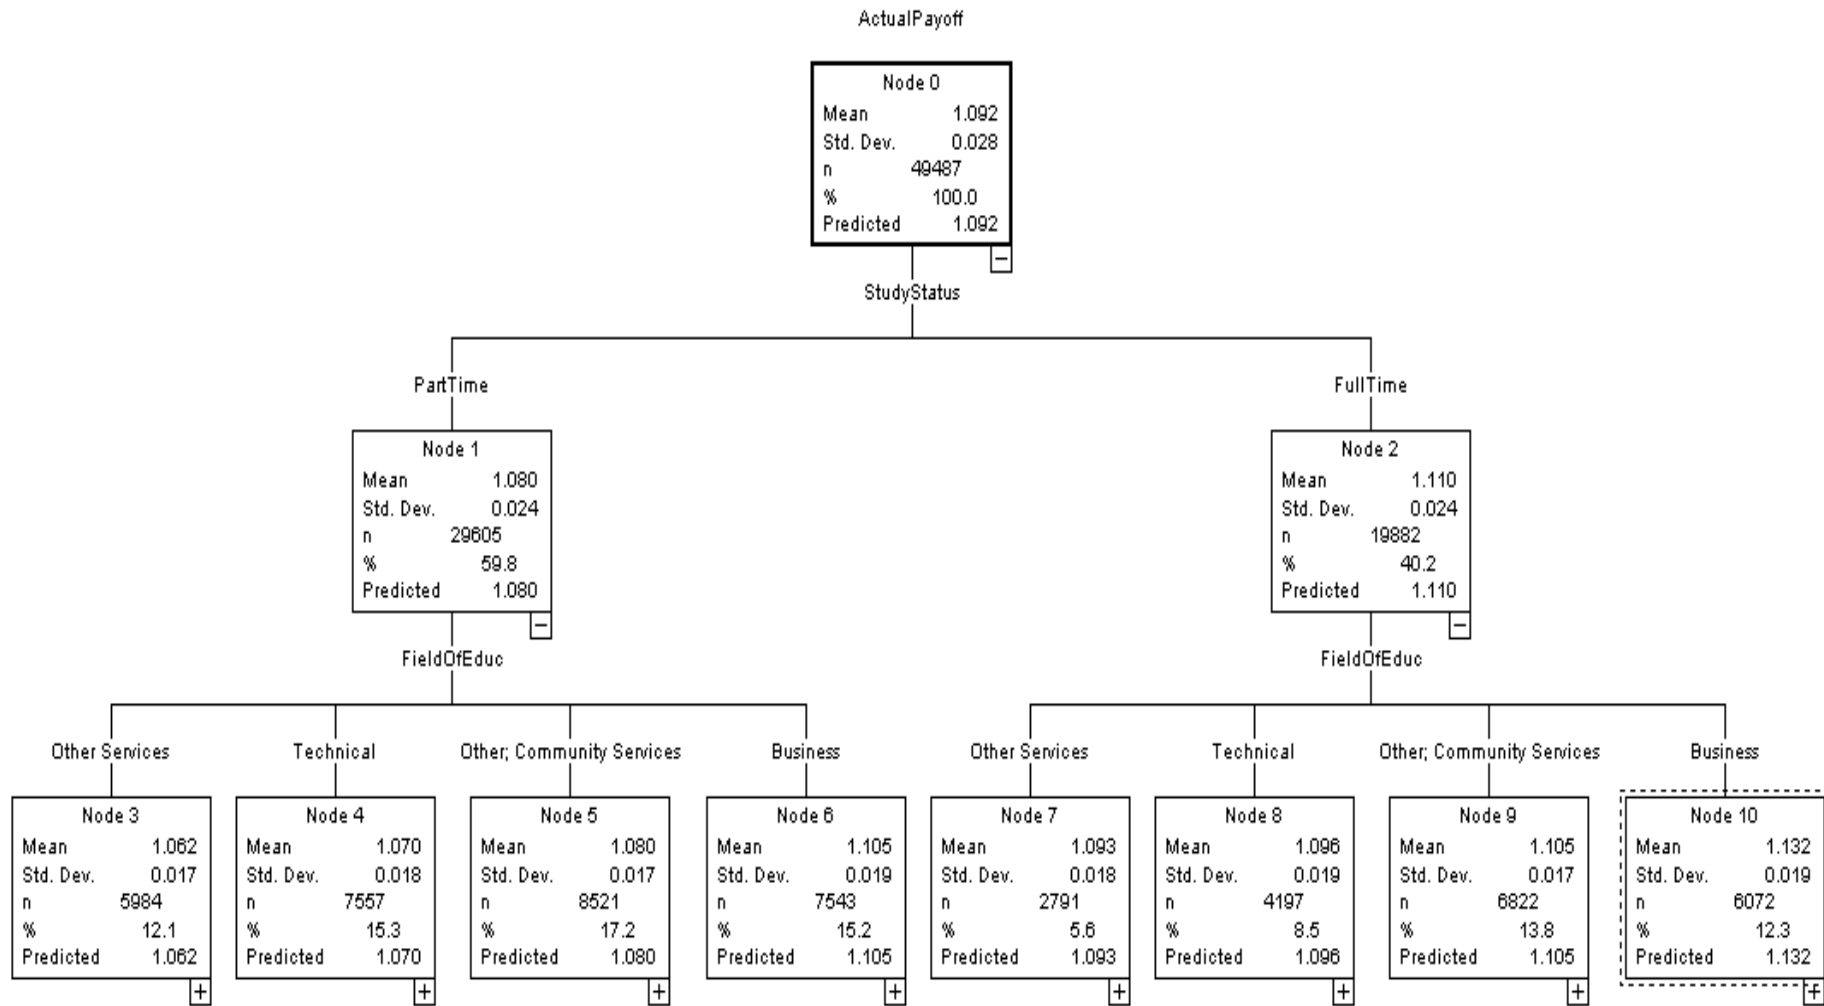 ActualPayoff
Node 0
Mean 1.092
Std. Dev. 0.028
n 49487
% 100.0
Predicted 1.092
StudyStatus
PartTime
FullTime
Node 1
Mean 1.080
Std. Dev. 0.024
n 29605
% 59.8
Predicted 1.080
Node 2
Mean 1.110
Std. Dev. 0.024
n 19882
% 40.2
Predicted 1.110
FieldOfEduc
FieldOfEduc
Other Services
Technical
Other; Community Services
Business
Other Services
Technical
Other; Community Services
Business
Node 3
Mean 1.062
Std. Dev. 0.017
n 5984
% 12.1
Predicted 1.062
Node 4
Mean 1.070
Std. Dev. 0.018
n 7557
% 15.3
Predicted 1.070
Node 5
Mean 1.080
Std. Dev. 0.017
n 8521
% 17.2
Predicted 1.080
Node 6
Mean 1.105
Std. Dev. 0.019
n 7543
% 15.2
Predicted 1.105
Node 7
Mean 1.093
Std. Dev. 0.018
n 2791
% 5.6
Predicted 1.093
Node 8
Mean 1.096
Std. Dev. 0.019
n 4197
% 8.5
Predicted 1.096
Node 9
Mean 1.105
Std. Dev. 0.017
n 6822
% 13.8
Predicted 1.105
Node 10
Mean 1.132
Std. Dev. 0.019
n 6072
% 12.3
Predicted 1.132